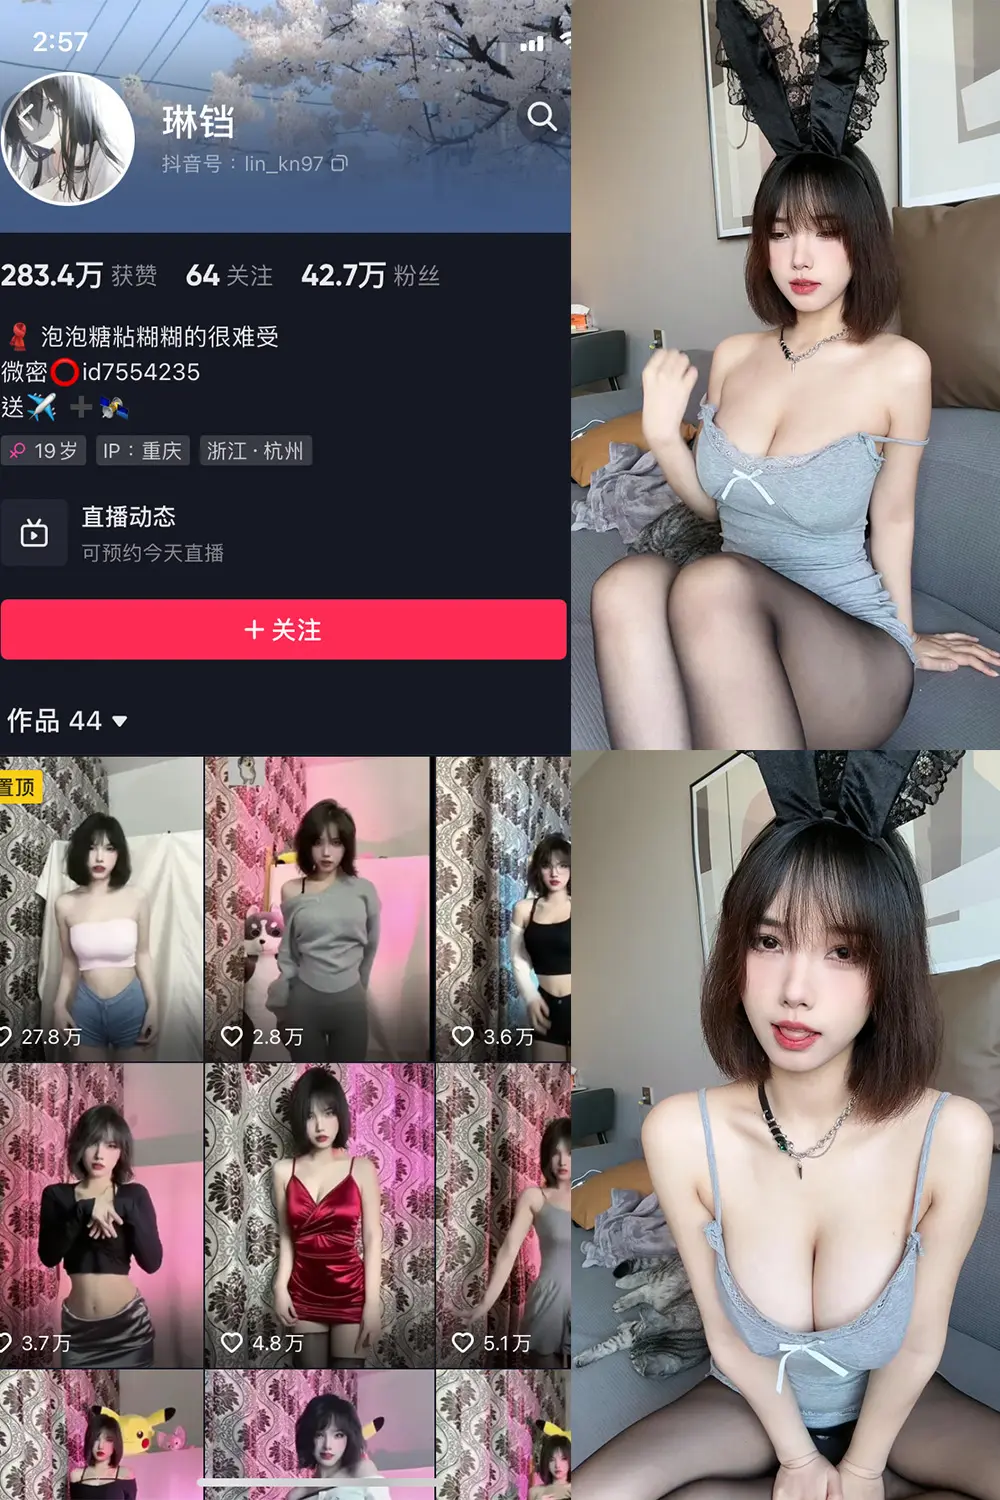 2:57
琳铛
抖音号：lin_kn97
283.4万 获赞 64 关注 42.7万 粉丝
泡泡糖粘糊糊的很难受
微密⭕id7554235
送✈️➕🛰️
19岁 IP：重庆 浙江·杭州
直播动态
可预约今天直播
+ 关注
作品 44
置顶
27.8万 2.8万 3.6万
3.7万 4.8万 5.1万